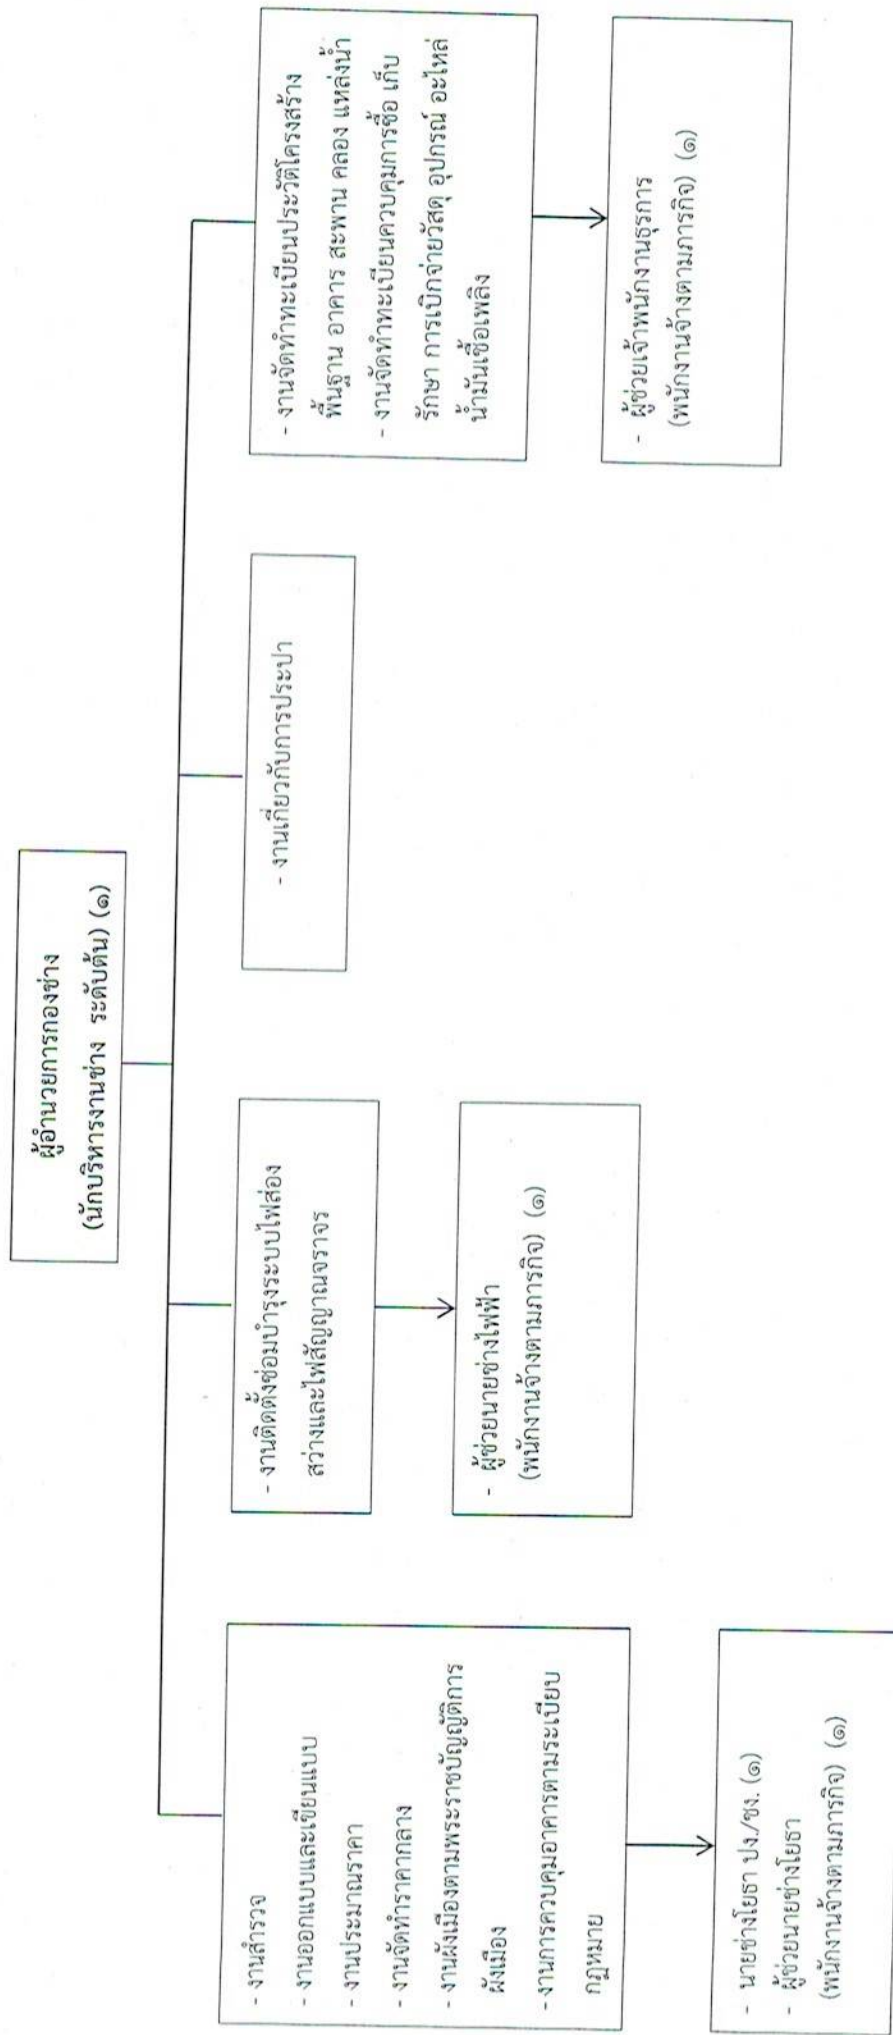 ผู้อำนวยการกองช่าง
(นักบริหารงานช่าง ระดับต้น) (๑)
- งานสำรวจ
- งานออกแบบและเขียนแบบ
- งานประมาณราคา
- งานจัดทำราคากลาง
- งานผังเมืองตามพระราชบัญญัติการ
ผังเมือง
- งานการควบคุมอาคารตามระเบียบ
กฎหมาย
- นายช่างโยธา ปง./ชง. (๑)
- ผู้ช่วยนายช่างโยธา
(พนักงานจ้างตามภารกิจ) (๑)
- งานติดตั้งซ่อมบำรุงระบบไฟส่อง
สว่างและไฟสัญญาณจราจร
- ผู้ช่วยนายช่างไฟฟ้า
(พนักงานจ้างตามภารกิจ) (๑)
- งานเกี่ยวกับการประปา
- งานจัดทำทะเบียนประวัติโครงสร้าง
พื้นฐาน อาคาร สะพาน คลอง แหล่งน้ำ
- งานจัดทำทะเบียนควบคุมการซื้อ เก็บ
รักษา การเบิกจ่ายวัสดุ อุปกรณ์ อะไหล่
น้ำมันเชื้อเพลิง
- ผู้ช่วยเจ้าพนักงานธุรการ
(พนักงานจ้างตามภารกิจ) (๑)